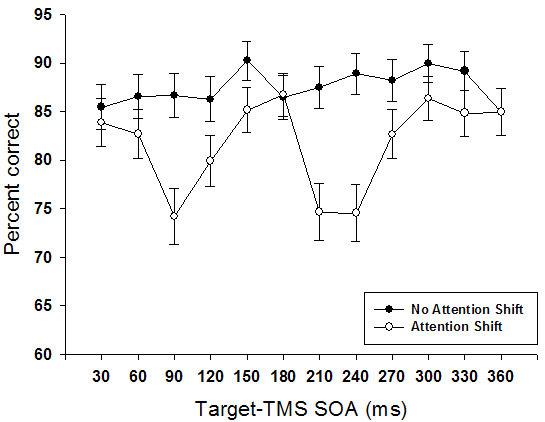 95
90
85
80
75
70
65
60
Percent correct
No Attention Shift
Attention Shift
30 60 90 120 150 180 210 240 270 300 330 360
Target-TMS SOA (ms)